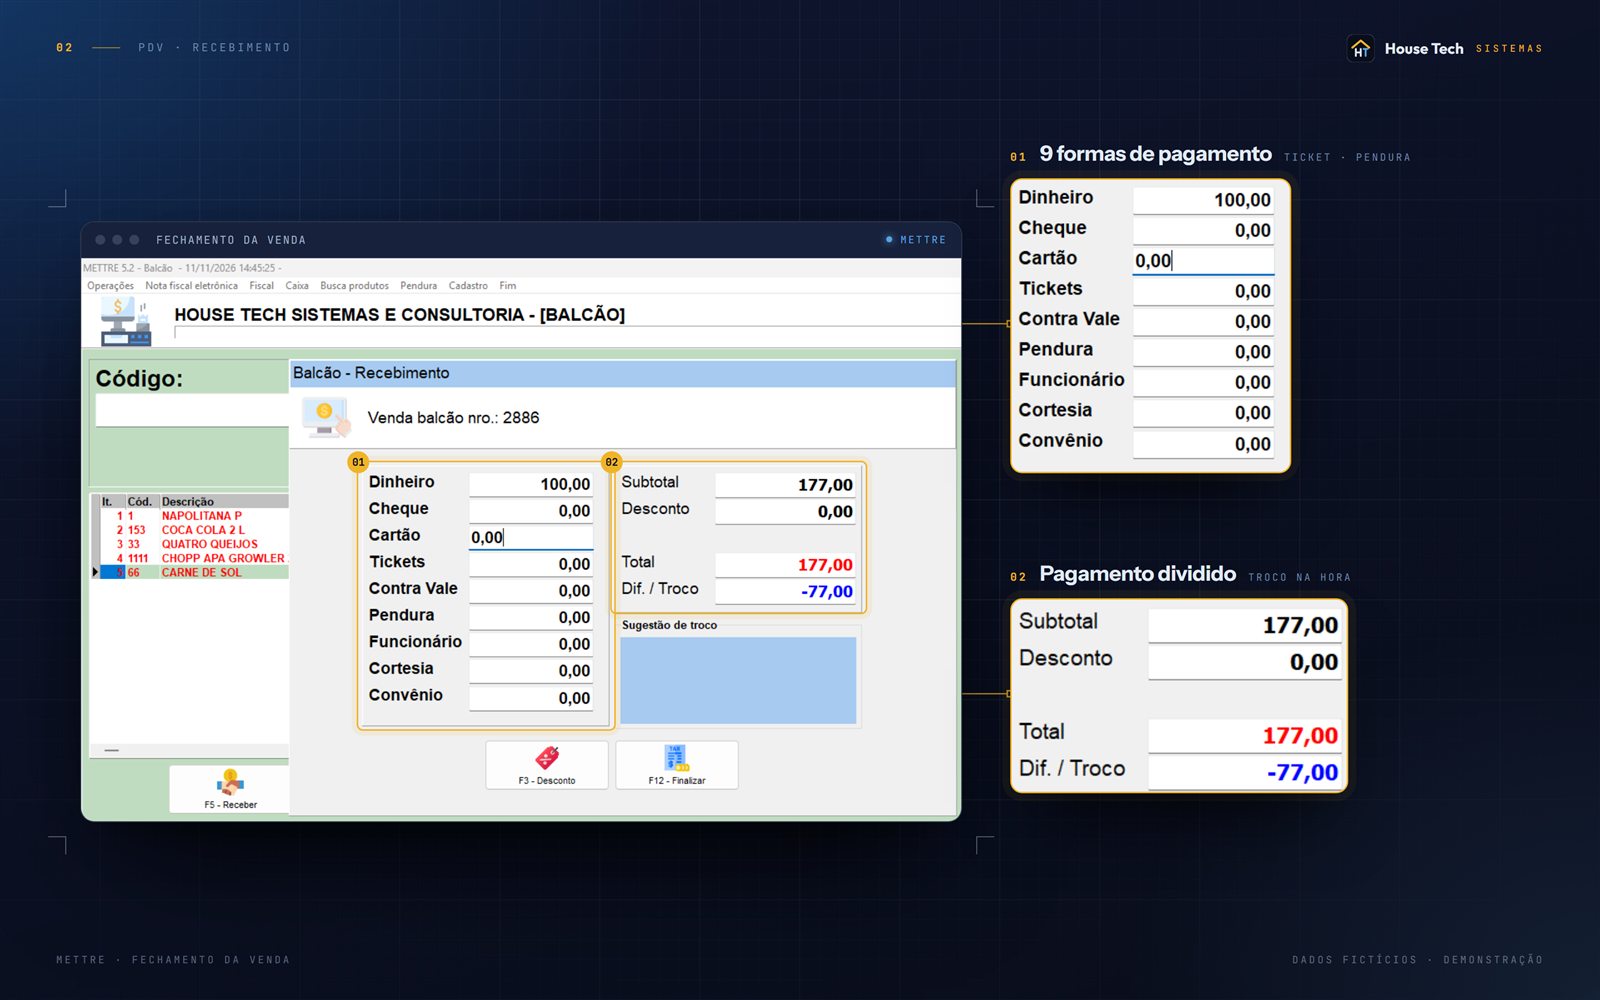 02 PDV · RECEBIMENTO
HT House Tech SISTEMAS
FECHAMENTO DA VENDA
METTRE
METTRE 5.2 - Balcão - 11/11/2026 14:45:25 -
Operações Nota fiscal eletrônica Fiscal Caixa Busca produtos Pendura Cadastro Fim
HOUSE TECH SISTEMAS E CONSULTORIA - [BALCÃO]
Código:
It. Cód. Descrição
1 1 NAPOLITANA P
2 153 COCA COLA 2 L
3 33 QUATRO QUEIJOS
4 1111 CHOPP APA GROWLER
5 66 CARNE DE SOL
F5 - Receber
Balcão - Recebimento
Venda balcão nro.: 2886
01
Dinheiro 100,00
Cheque 0,00
Cartão 0,00
Tickets 0,00
Contra Vale 0,00
Pendura 0,00
Funcionário 0,00
Cortesia 0,00
Convênio 0,00
02
Subtotal 177,00
Desconto 0,00
Total 177,00
Dif. / Troco -77,00
Sugestão de troco
F3 - Desconto
TAX
F12 - Finalizar
01 9 formas de pagamento TICKET · PENDURA
Dinheiro 100,00
Cheque 0,00
Cartão 0,00
Tickets 0,00
Contra Vale 0,00
Pendura 0,00
Funcionário 0,00
Cortesia 0,00
Convênio 0,00
02 Pagamento dividido TROCO NA HORA
Subtotal 177,00
Desconto 0,00
Total 177,00
Dif. / Troco -77,00
METTRE · FECHAMENTO DA VENDA
DADOS FICTÍCIOS · DEMONSTRAÇÃO